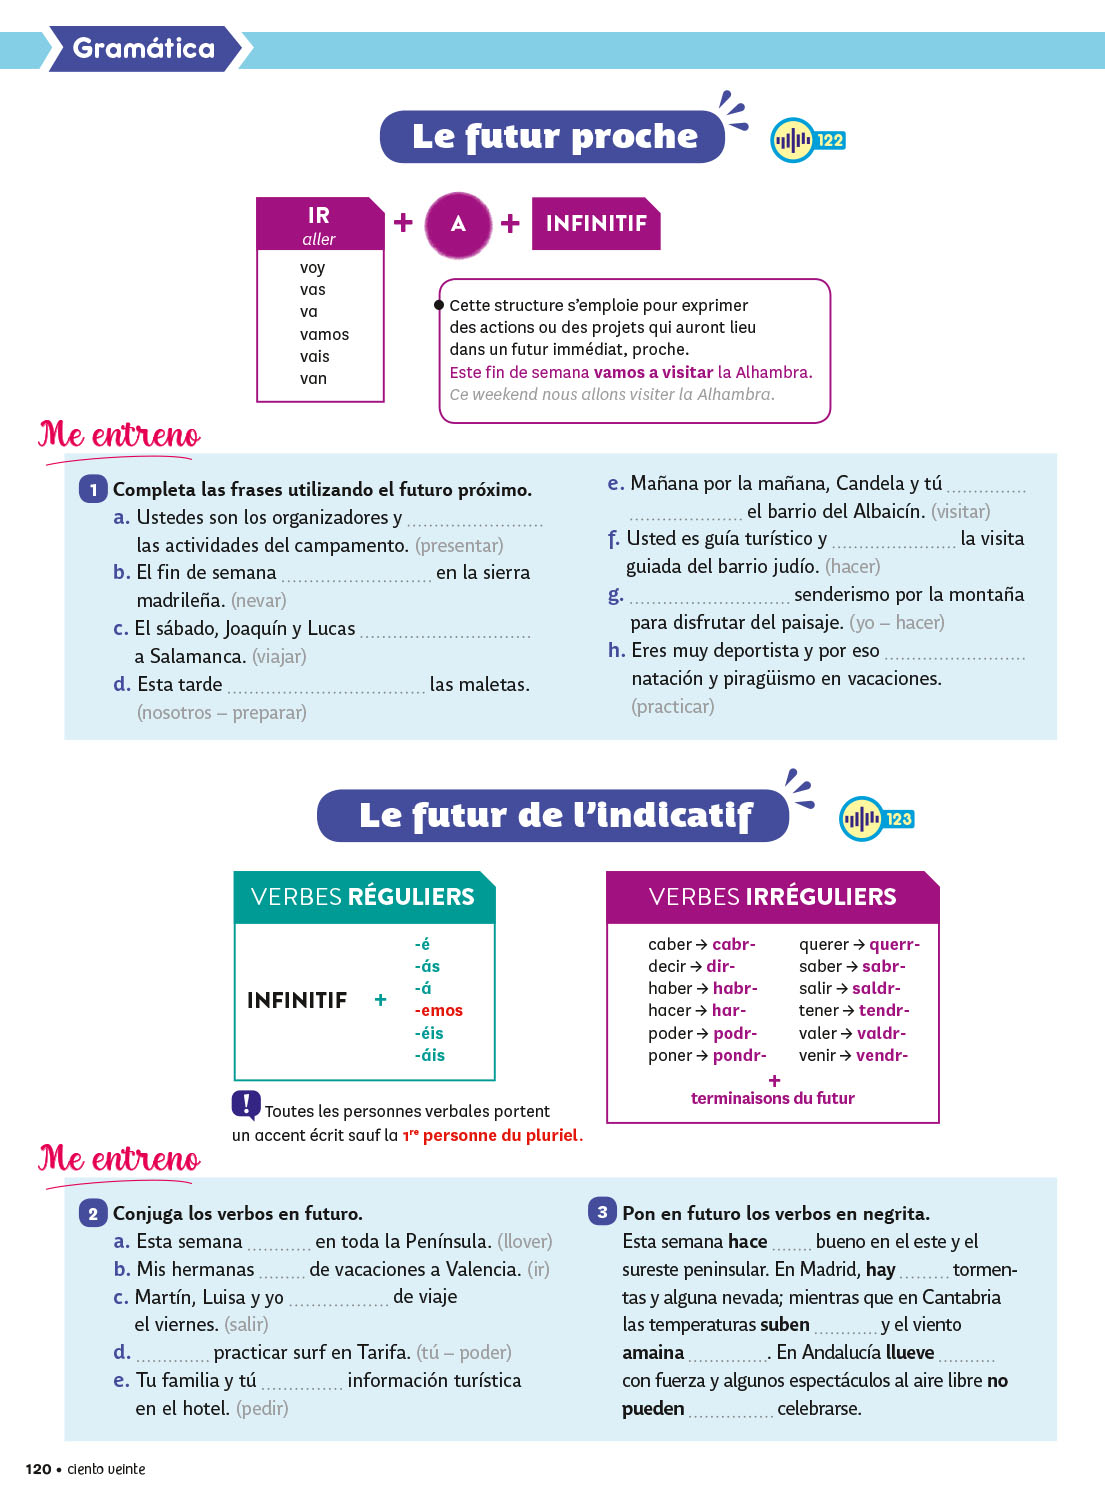 Gramática
Le futur proche
122
IR
aller
+ A + INFINITIF
voy
vas
va
vamos
vais
van
Cette structure s'emploie pour exprimer
des actions ou des projets qui auront lieu
dans un futur immédiat, proche.
Este fin de semana vamos a visitar la Alhambra.
Ce weekend nous allons visiter la Alhambra.
Me entreno
1 Completa las frases utilizando el futuro próximo.
a. Ustedes son los organizadores y .........................
las actividades del campamento. (presentar)
b. El fin de semana ........................... en la sierra
madrileña. (nevar)
c. El sábado, Joaquín y Lucas ...............................
a Salamanca. (viajar)
d. Esta tarde .................................... las maletas.
(nosotros – preparar)
e. Mañana por la mañana, Candela y tú ...............
..................... el barrio del Albaicín. (visitar)
f. Usted es guía turístico y ....................... la visita
guiada del barrio judío. (hacer)
g. ............................. senderismo por la montaña
para disfrutar del paisaje. (yo – hacer)
h. Eres muy deportista y por eso ..........................
natación y piragüismo en vacaciones.
(practicar)
Le futur de l'indicatif
123
VERBES RÉGULIERS
INFINITIF +
-é
-ás
-á
-emos
-éis
-áis
! Toutes les personnes verbales portent
un accent écrit sauf la 1re personne du pluriel.
VERBES IRRÉGULIERS
caber → cabr-
decir → dir-
haber → habr-
hacer → har-
poder → podr-
poner → pondr-
querer → querr-
saber → sabr-
salir → saldr-
tener → tendr-
valer → valdr-
venir → vendr-
+
terminaisons du futur
Me entreno
2 Conjuga los verbos en futuro.
a. Esta semana ............ en toda la Península. (llover)
b. Mis hermanas ......... de vacaciones a Valencia. (ir)
c. Martín, Luisa y yo .................. de viaje
el viernes. (salir)
d. .............. practicar surf en Tarifa. (tú – poder)
e. Tu familia y tú ............... información turística
en el hotel. (pedir)
3 Pon en futuro los verbos en negrita.
Esta semana hace ........ bueno en el este y el
sureste peninsular. En Madrid, hay ......... tormen-
tas y alguna nevada; mientras que en Cantabria
las temperaturas suben ............ y el viento
amaina ............... En Andalucía llueve ...........
con fuerza y algunos espectáculos al aire libre no
pueden ................ celebrarse.
120 • ciento veinte